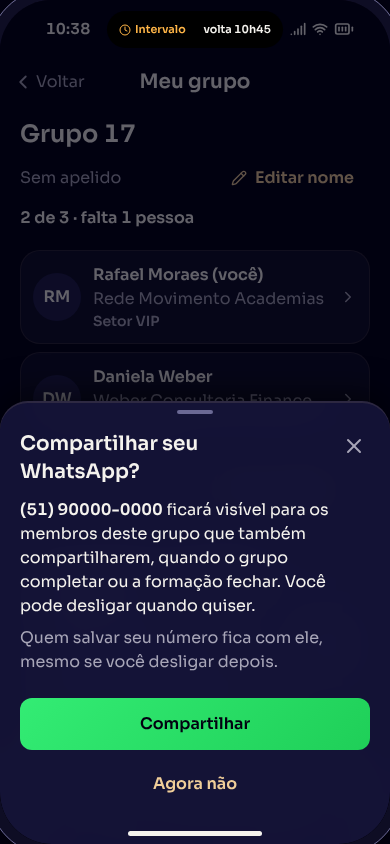 10:38
Intervalo
volta 10h45
Voltar
Meu grupo
Grupo 17
Sem apelido
Editar nome
2 de 3 · falta 1 pessoa
RM
Rafael Moraes (você)
Rede Movimento Academias
Setor VIP
DW
Daniela Weber
Weber Consultoria Finance
Compartilhar seu
WhatsApp?
(51) 90000-0000 ficará visível para os
membros deste grupo que também
compartilharem, quando o grupo
completar ou a formação fechar. Você
pode desligar quando quiser.
Quem salvar seu número fica com ele,
mesmo se você desligar depois.
Compartilhar
Agora não